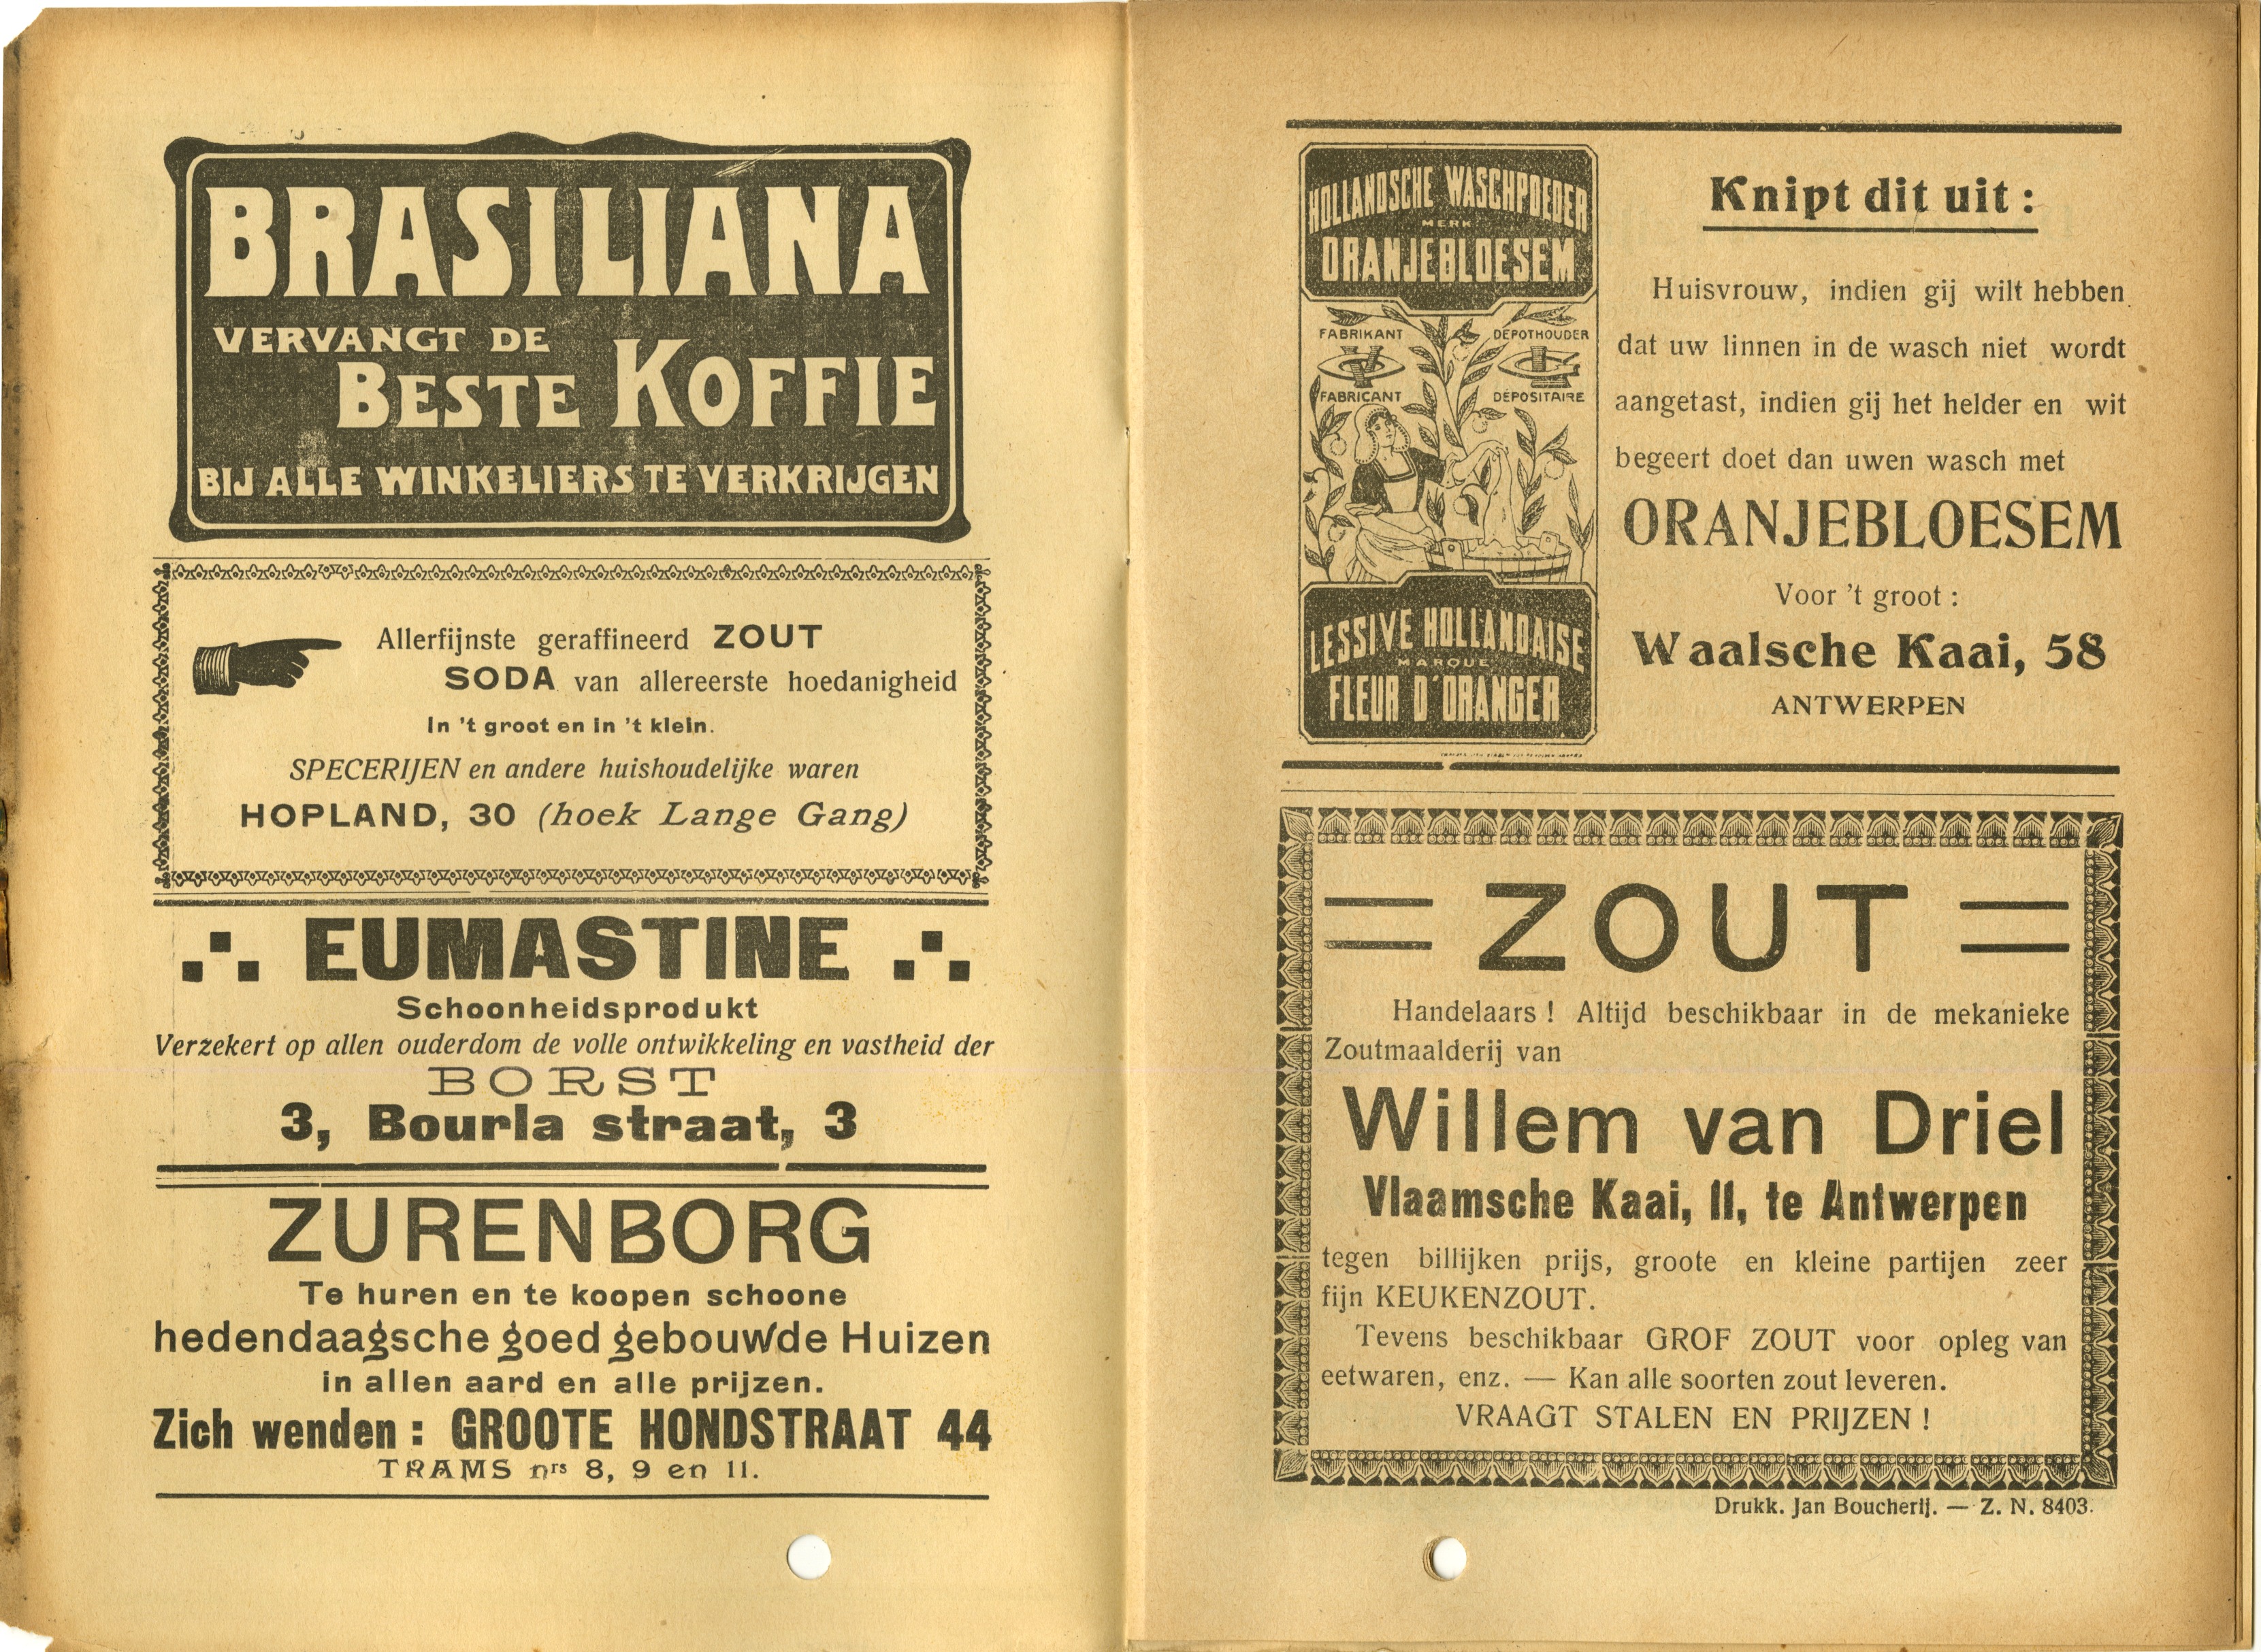 BRASILIANA
VERVANGT DE
BESTE KOFFIE
BIJ ALLE WINKELIERS TE VERKRIJGEN
Allerfijnste geraffineerd ZOUT
SODA van allereerste hoedanigheid
In 't groot en in 't klein.
SPECERIJEN en andere huishoudelijke waren
HOPLAND, 30 (hoek Lange Gang)
EUMASTINE
Schoonheidsprodukt
Verzekert op allen ouderdom de volle ontwikkeling en vastheid der
BORST
3, Bourla straat, 3
ZURENBORG
Te huren en te koopen schoone
hedendaagsche goed gebouwde Huizen
in allen aard en alle prijzen.
Zich wenden : GROOTE HONDSTRAAT 44
TRAMS nrs 8, 9 en 11.
HOLLANDSCHE WASCHPOEDER
MERK
ORANJEBLOESEM
FABRIKANT DEPOTHOUDER
FABRICANT DÉPOSITAIRE
LESSIVE HOLLANDAISE
MARQUE
FLEUR D'ORANGER
Knipt dit uit :
Huisvrouw, indien gij wilt hebben
dat uw linnen in de wasch niet wordt
aangetast, indien gij het helder en wit
begeert doet dan uwen wasch met
ORANJEBLOESEM
Voor 't groot :
Waalsche Kaai, 58
ANTWERPEN
ZOUT
Handelaars ! Altijd beschikbaar in de mekanieke
Zoutmaalderij van
Willem van Driel
Vlaamsche Kaai, 11, te Antwerpen
tegen billijken prijs, groote en kleine partijen zeer
fijn KEUKENZOUT.
Tevens beschikbaar GROF ZOUT voor opleg van
eetwaren, enz. — Kan alle soorten zout leveren.
VRAAGT STALEN EN PRIJZEN !
Drukk. Jan Boucherij. — Z. N. 8403.